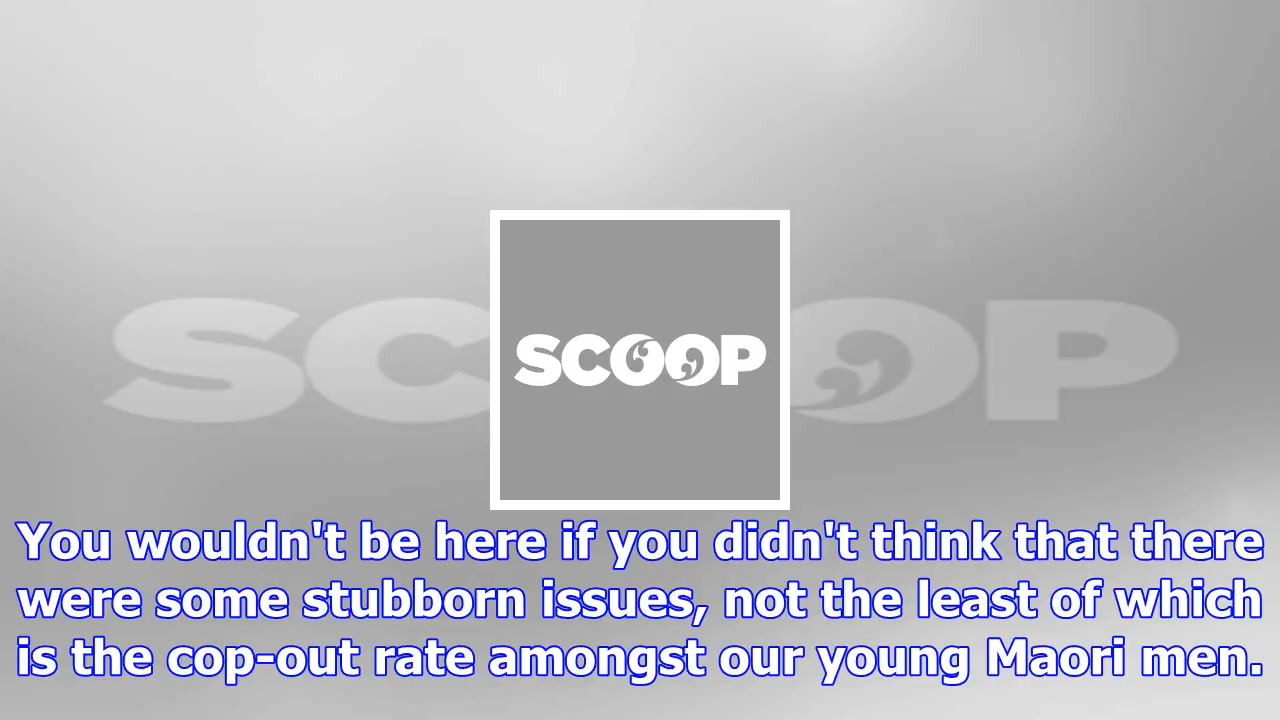 SCOOP
SCOOP
You wouldn't be here if you didn't think that there
were some stubborn issues, not the least of which
is the cop-out rate amongst our young Maori men.